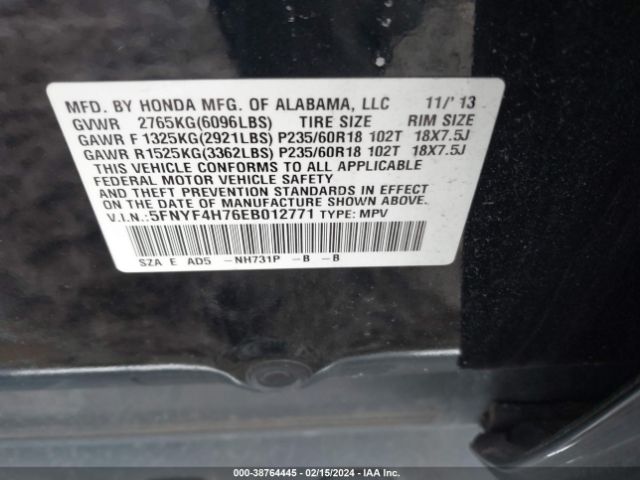 MFD. BY HONDA MFG. OF ALABAMA, LLC 11/'13
GVWR 2765KG(6096LBS) TIRE SIZE RIM SIZE
GAWR F 1325KG(2921LBS) P235/60R18 102T 18X7.5J
GAWR R1525KG(3362LBS) P235/60R18 102T 18X7.5J
THIS VEHICLE CONFORMS TO ALL APPLICABLE
FEDERAL MOTOR VEHICLE SAFETY
AND THEFT PREVENTION STANDARDS IN EFFECT
ON THE DATE OF MANUFACTURE SHOWN ABOVE.
V.I.N.:5FNYF4H76EB012771 TYPE: MPV
SZA E AD5 -NH731P -B -B
000-38764445 - 02/15/2024 - IAA Inc.